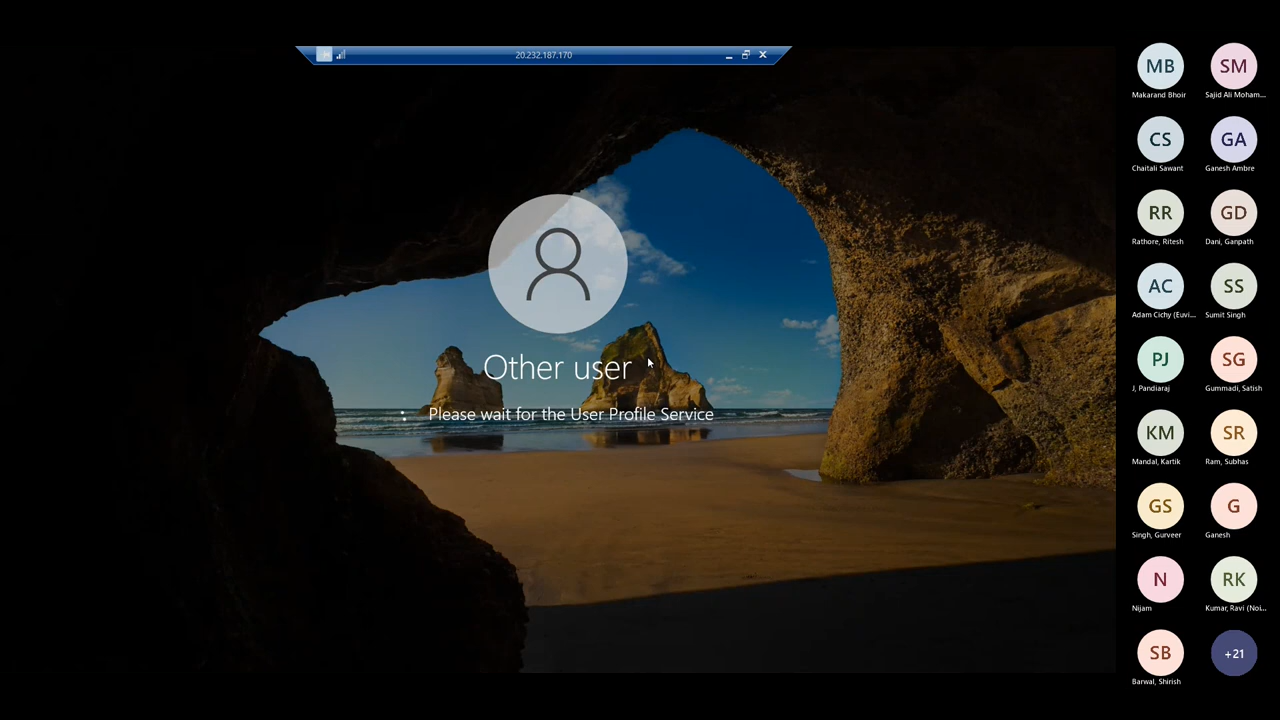 20.232.187.170
Other user
Please wait for the User Profile Service
MB
Makarand Bhoir
SM
Sajid Ali Moham...
CS
Chaitali Sawant
GA
Ganesh Ambre
RR
Rathore, Ritesh
GD
Dani, Ganpath
AC
Adam Cichy (Euvi...
SS
Sumit Singh
PJ
J, Pandiaraj
SG
Gummadi, Satish
KM
Mandal, Kartik
SR
Ram, Subhas
GS
Singh, Gurveer
G
Ganesh
N
Nijam
RK
Kumar, Ravi (Noi...
SB
Barwal, Shirish
+21